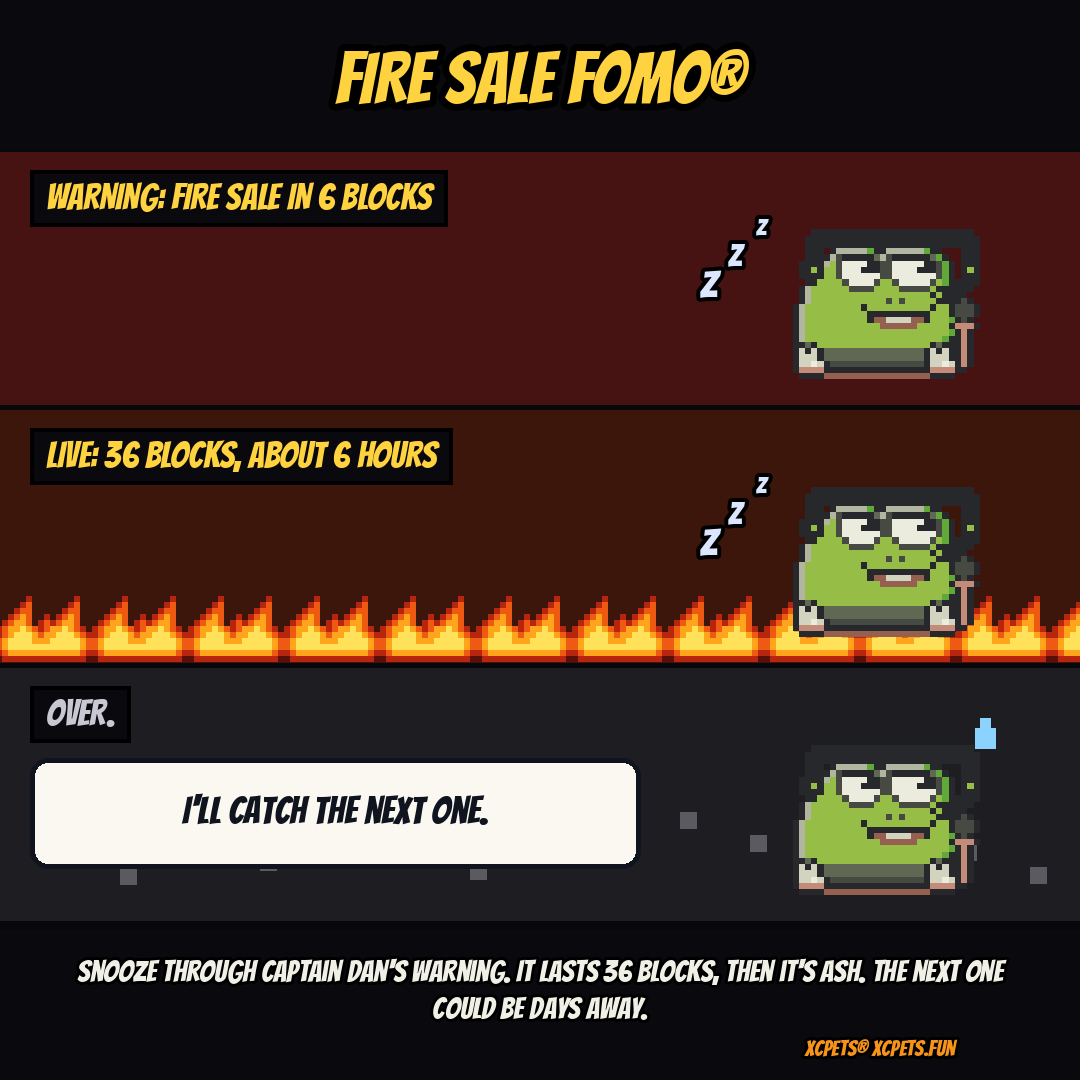 FIRE SALE FOMO®
WARNING: FIRE SALE IN 6 BLOCKS
Z
Z
Z
LIVE: 36 BLOCKS, ABOUT 6 HOURS
Z
Z
Z
OVER.
I'LL CATCH THE NEXT ONE.
SNOOZE THROUGH CAPTAIN DAN'S WARNING. IT LASTS 36 BLOCKS, THEN IT'S ASH. THE NEXT ONE
COULD BE DAYS AWAY.
XCPETS® XCPETS.FUN